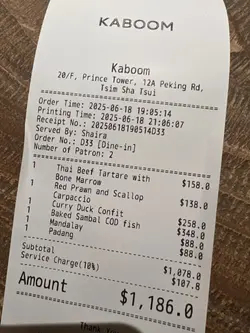 KABOOM
Kaboom
20/F, Prince Tower, 12A Peking Rd,
Tsim Sha Tsui
Order Time: 2025-06-18 19:05:14
Printing Time: 2025-06-18 21:06:07
Receipt No.: 20250618190514D33
Served By: Shaira
Order No.: D33 [Dine-in]
Number of Patron: 2
1 Thai Beef Tartare with $158.0
Bone Marrow
1 Red Prawn and Scallop $138.0
Carpaccio
1 Curry Duck Confit $258.0
1 Baked Sambal COD fish $348.0
1 Mandalay $88.0
1 Padang $88.0
Subtotal $1,078.0
Service Charge(10%) $107.8
Amount $1,186.0